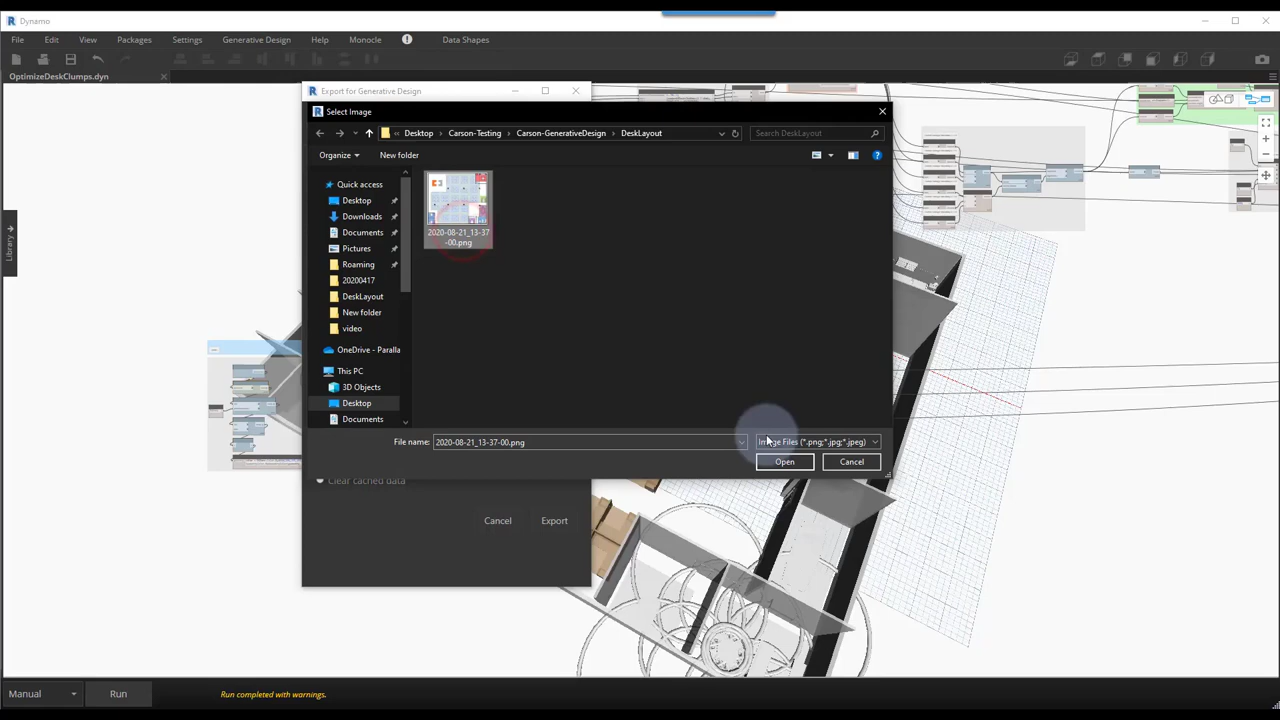 Dynamo
File Edit View Packages Settings Generative Design Help Monocle Data Shapes
OptimizeDeskClumps.dyn
Export for Generative Design
Select Image
Desktop Carson-Testing Carson-GenerativeDesign DeskLayout
Search DeskLayout
Organize New folder
Quick access
Desktop
Downloads
Documents
Pictures
Roaming
20200417
DeskLayout
New folder
video
OneDrive - Paralla
This PC
3D Objects
Desktop
Documents
2020-08-21_13-37
-00.png
Library
File name: 2020-08-21_13-37-00.png
Image Files (*.png;*.jpg;*.jpeg)
Open Cancel
Clear cached data
Cancel Export
Manual Run Run completed with warnings.